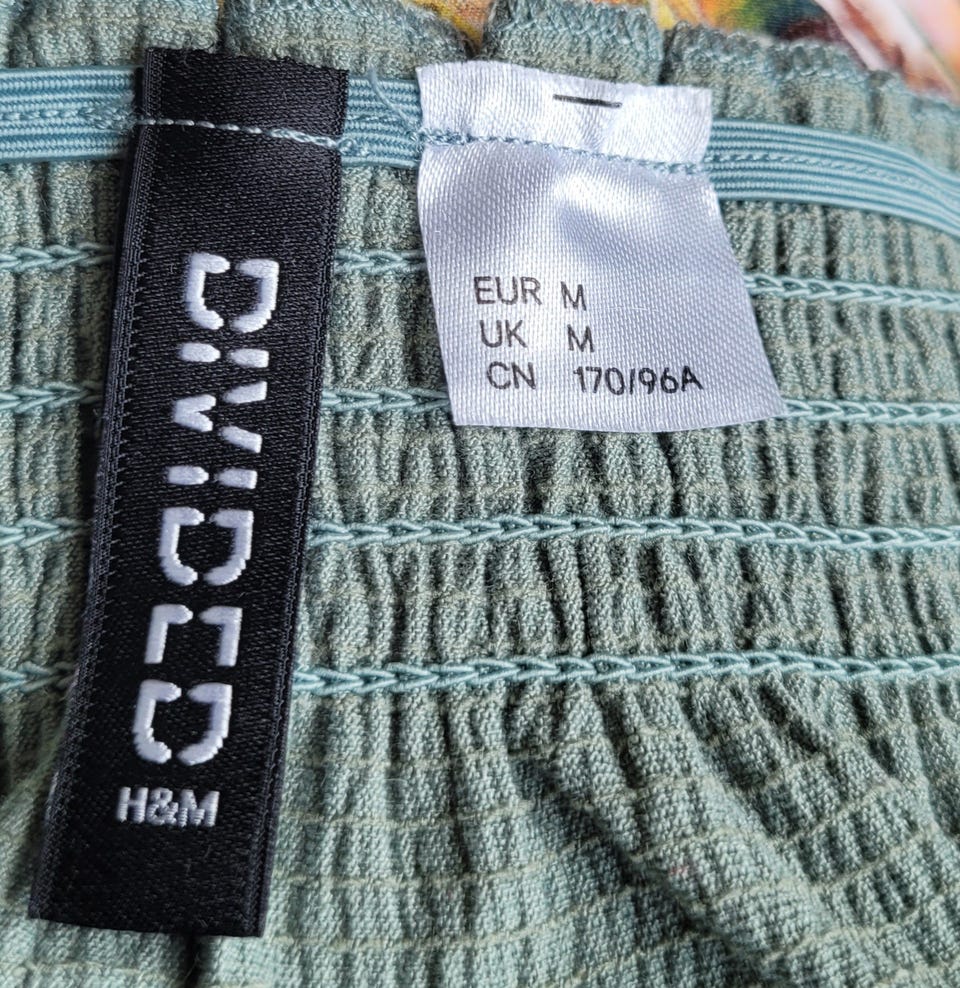 DIVIDED
H&M
EUR M
UK M
CN 170/96A